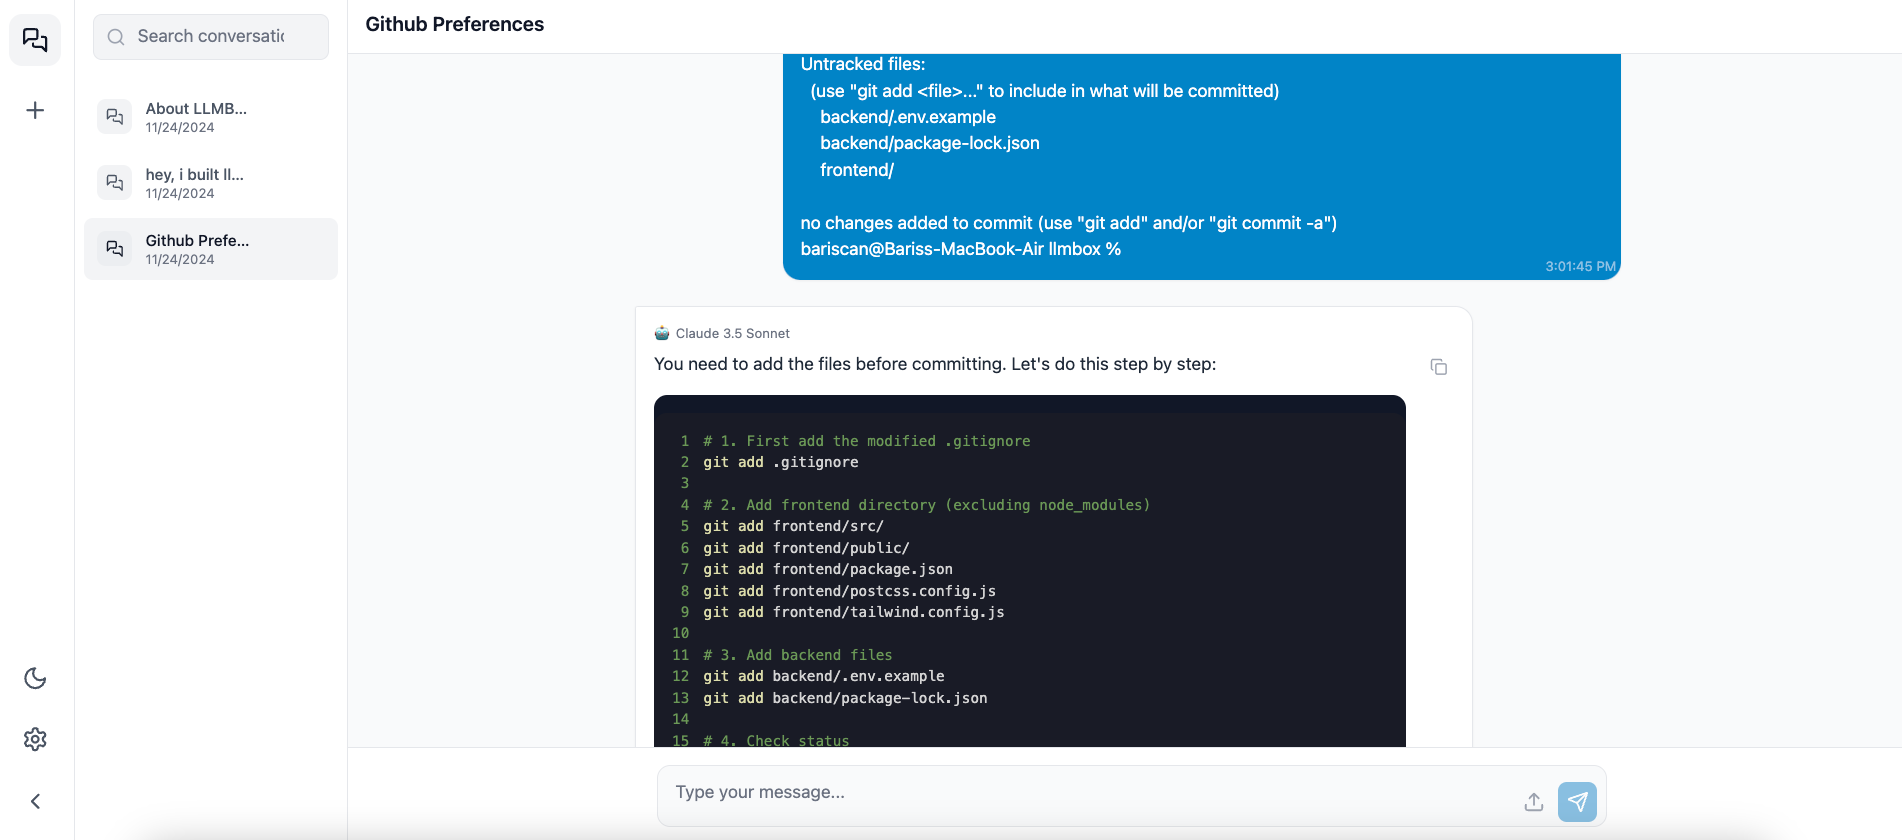 Search conversatic
About LLMB...
11/24/2024
hey, i built ll...
11/24/2024
Github Prefe...
11/24/2024
Github Preferences
Untracked files:
(use "git add <file>..." to include in what will be committed)
backend/.env.example
backend/package-lock.json
frontend/
no changes added to commit (use "git add" and/or "git commit -a")
bariscan@Bariss-MacBook-Air llmbox %
3:01:45 PM
Claude 3.5 Sonnet
You need to add the files before committing. Let's do this step by step:
1 # 1. First add the modified .gitignore
2 git add .gitignore
3
4 # 2. Add frontend directory (excluding node_modules)
5 git add frontend/src/
6 git add frontend/public/
7 git add frontend/package.json
8 git add frontend/postcss.config.js
9 git add frontend/tailwind.config.js
10
11 # 3. Add backend files
12 git add backend/.env.example
13 git add backend/package-lock.json
14
15 # 4. Check status
Type your message...